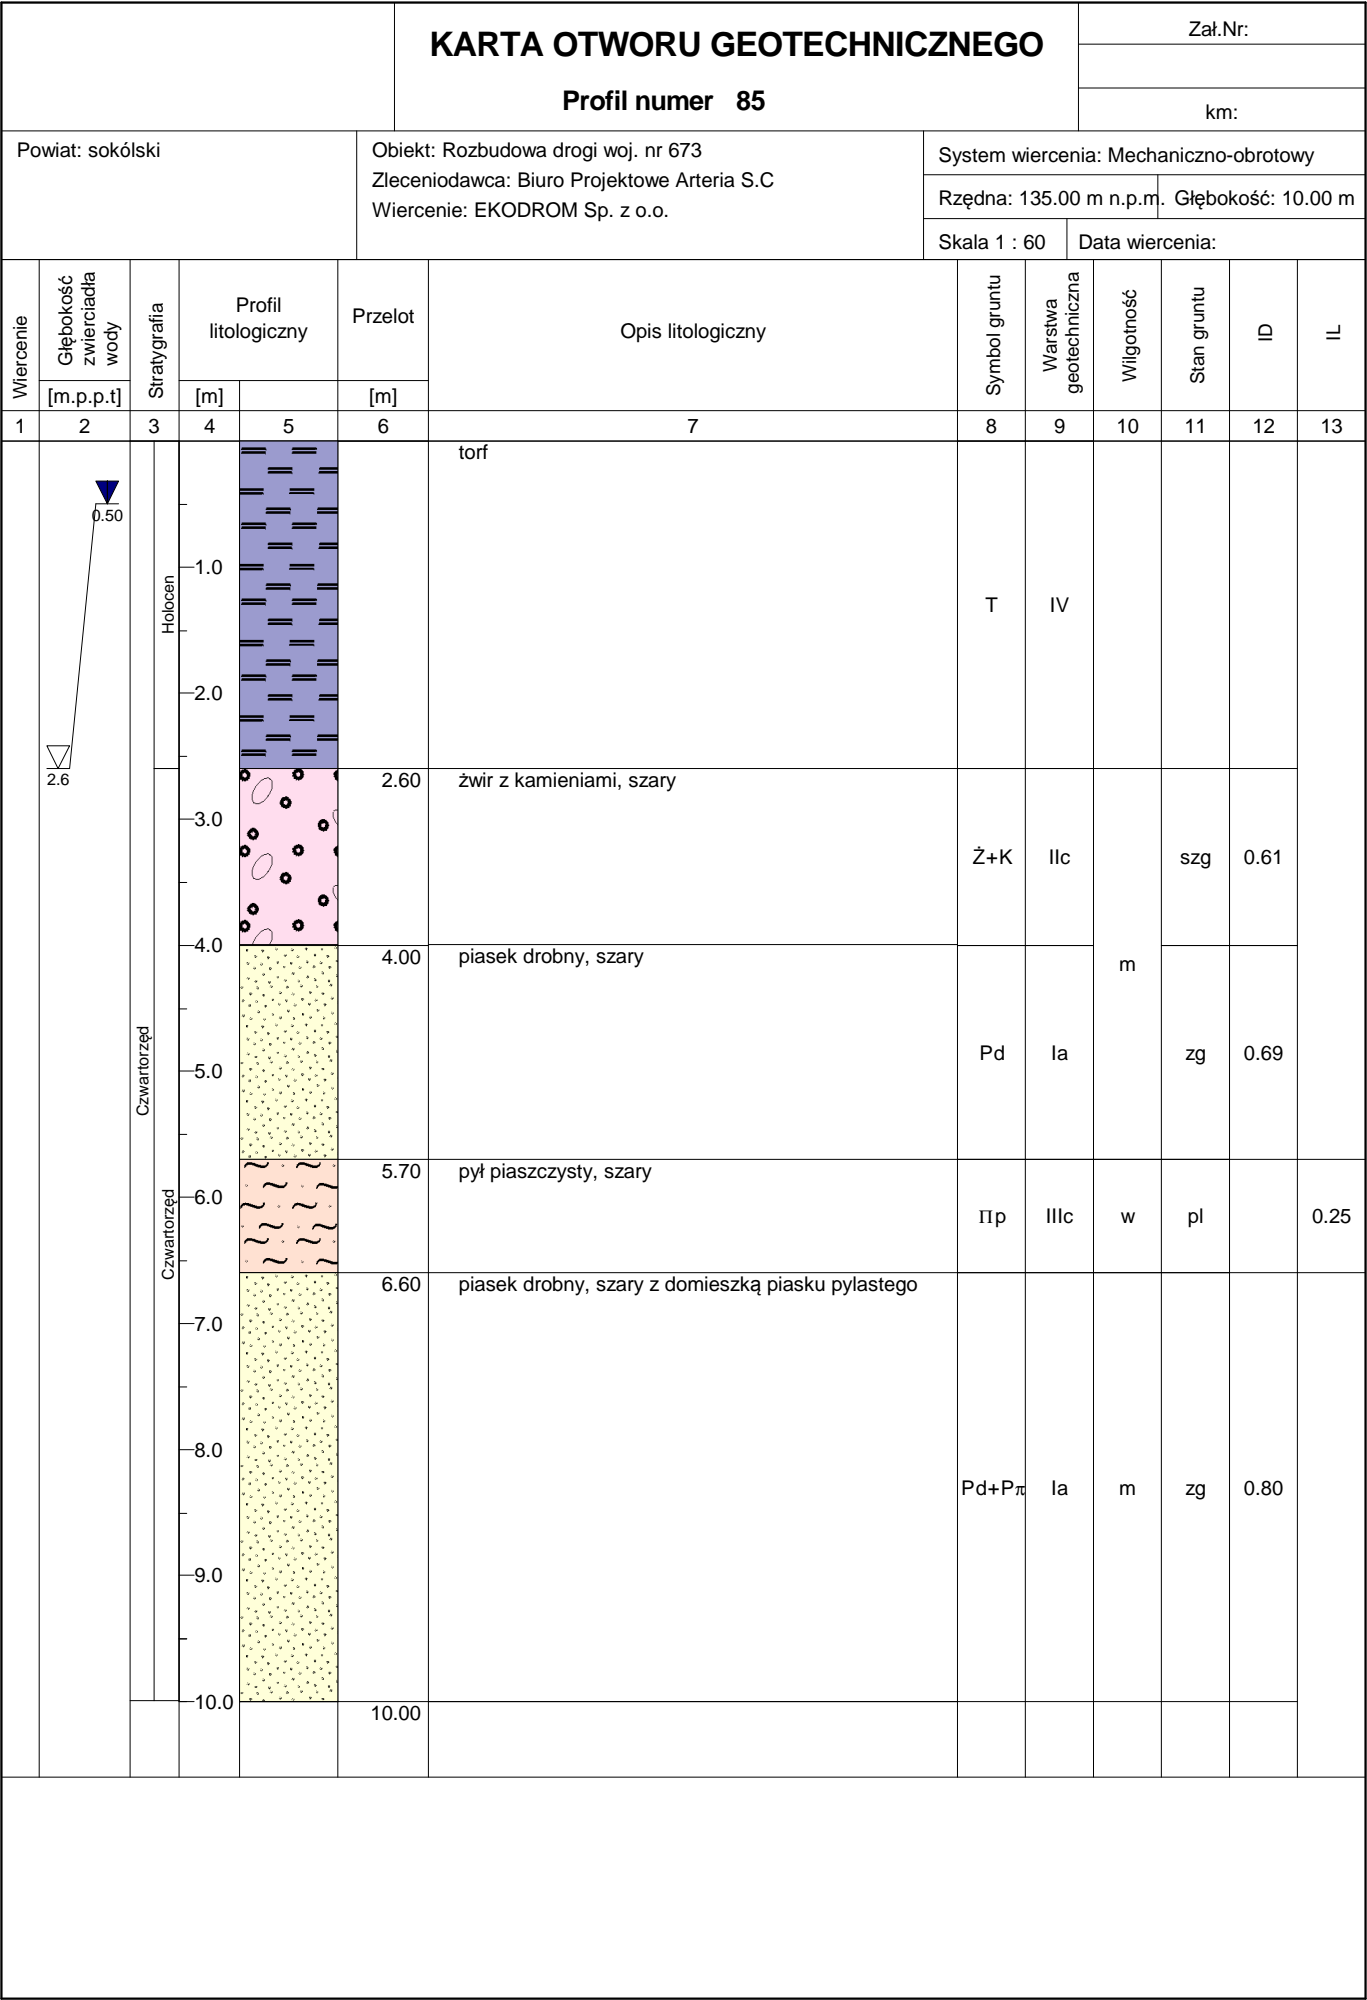 KARTA OTWORU GEOTECHNICZNEGO
Profil numer 85
Zał.Nr:
km:
Powiat: sokólski
Obiekt: Rozbudowa drogi woj. nr 673
Zleceniodawca: Biuro Projektowe Arteria S.C
Wiercenie: EKODROM Sp. z o.o.
System wiercenia: Mechaniczno-obrotowy
Rzędna: 135.00 m n.p.m. Głębokość: 10.00 m
Skala 1 : 60 Data wiercenia:
Wiercenie
Głębokość
zwierciadła
wody
[m.p.p.t]
Stratygrafia
Profil
litologiczny
[m]
Przelot
[m]
Opis litologiczny
Symbol gruntu
Warstwa
geotechniczna
Wilgotność
Stan gruntu
ID
IL
1 2 3 4 5 6 7 8 9 10 11 12 13
torf
0.50
1.0
Holocen
T IV
2.0
2.6
2.60 żwir z kamieniami, szary
3.0
Ż+K IIc szg 0.61
4.0
4.00 piasek drobny, szary
m
Czwartorzęd
Pd Ia zg 0.69
5.0
5.70 pył piaszczysty, szary
6.0
Czwartorzęd
Πp IIIc w pl 0.25
6.60 piasek drobny, szary z domieszką piasku pylastego
7.0
8.0
Pd+Pπ Ia m zg 0.80
9.0
10.0
10.00